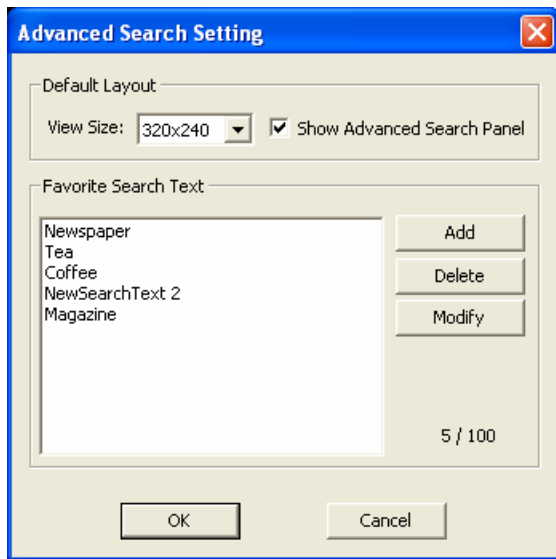 Advanced Search Setting
Default Layout
View Size: 320x240 Show Advanced Search Panel
Favorite Search Text
Newspaper
Tea
Coffee
NewSearchText 2
Magazine
Add
Delete
Modify
5 / 100
OK Cancel